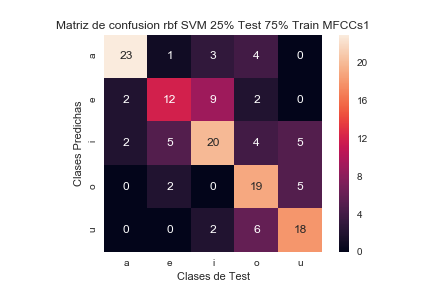 Matriz de confusion rbf SVM 25% Test 75% Train MFCCs1
a 23 1 3 4 0
e 2 12 9 2 0
i 2 5 20 4 5
o 0 2 0 19 5
u 0 0 2 6 18
a e i o u
Clases de Test
Clases Predichas
20
16
12
8
4
0